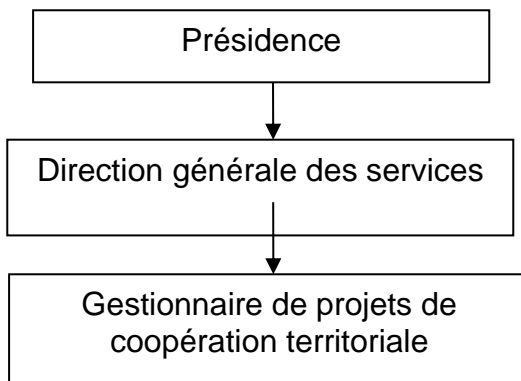 Présidence
Direction générale des services
Gestionnaire de projets de
coopération territoriale